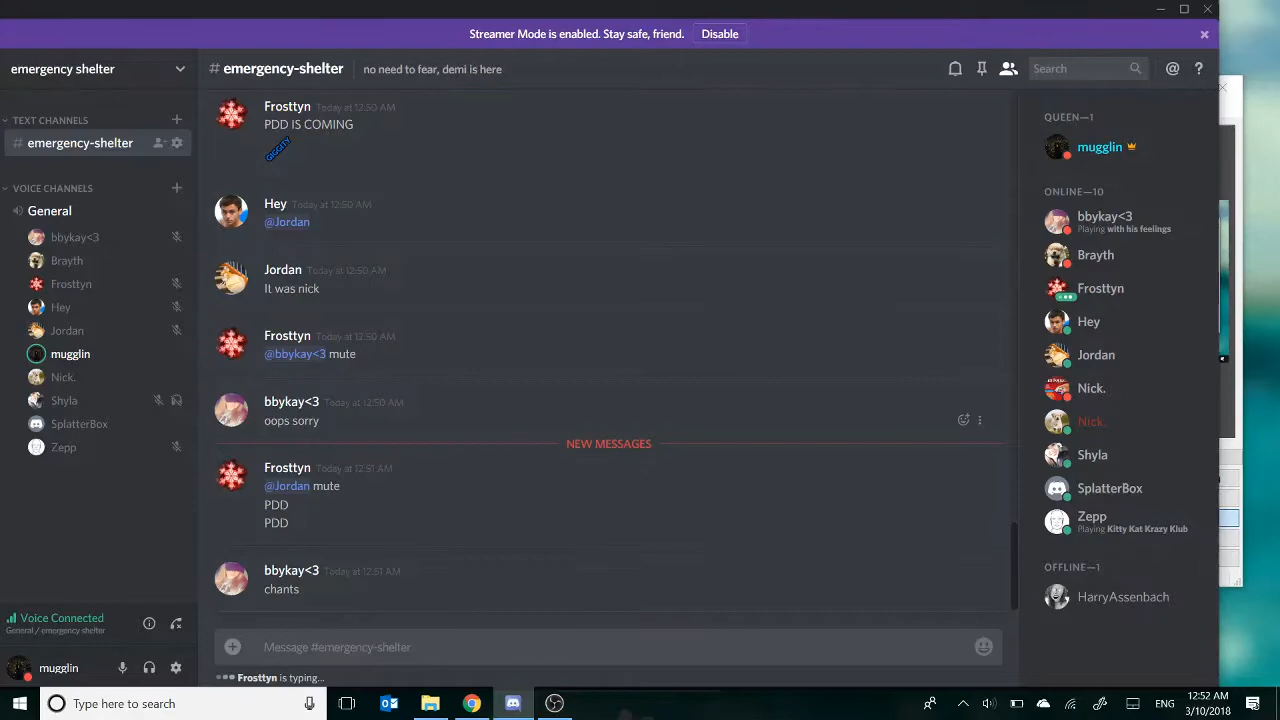 Streamer Mode is enabled. Stay safe, friend. Disable
emergency shelter
# emergency-shelter
no need to fear, demi is here
Search
@
?
TEXT CHANNELS
# emergency-shelter
VOICE CHANNELS
General
bbykay<3
Brayth
Frosttyn
Hey
Jordan
mugglin
Nick.
Shyla
SplatterBox
Zepp
Voice Connected
General / emergency shelter
mugglin
Frosttyn Today at 12:50 AM
PDD IS COMING
GIGGITY
Hey Today at 12:50 AM
@Jordan
Jordan Today at 12:50 AM
It was nick
Frosttyn Today at 12:50 AM
@bbykay<3 mute
bbykay<3 Today at 12:50 AM
oops sorry
NEW MESSAGES
Frosttyn Today at 12:51 AM
@Jordan mute
PDD
PDD
bbykay<3 Today at 12:51 AM
chants
Message #emergency-shelter
Frosttyn is typing...
QUEEN—1
mugglin
ONLINE—10
bbykay<3
Playing with his feelings
Brayth
Frosttyn
Hey
Jordan
Nick.
Nick.
Shyla
SplatterBox
Zepp
Playing Kitty Kat Krazy Klub
OFFLINE—1
HarryAssenbach
Type here to search
ENG
12:52 AM
3/10/2018